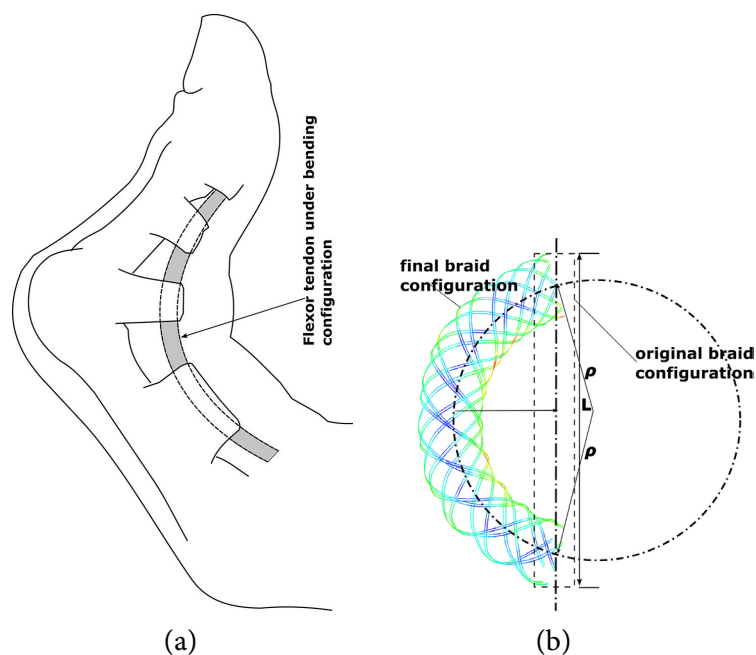 Flexor tendon under bending
configuration
final braid
configuration
original braid
configuration
ρ
L
ρ
(a)
(b)